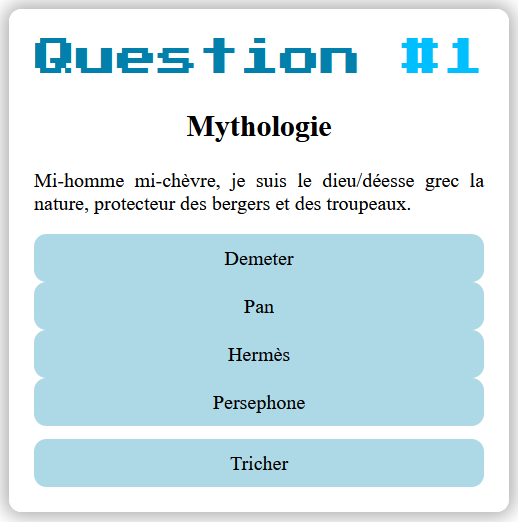 Question #1
Mythologie
Mi-homme mi-chèvre, je suis le dieu/déesse grec la
nature, protecteur des bergers et des troupeaux.
Demeter
Pan
Hermès
Persephone
Tricher